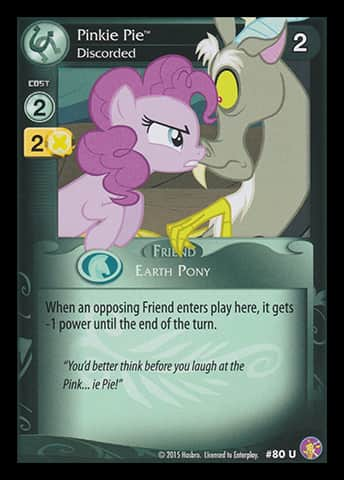 Pinkie Pie™
Discorded
2
COST
2
2
FRIEND
EARTH PONY
When an opposing Friend enters play here, it gets
-1 power until the end of the turn.
"You'd better think before you laugh at the
Pink... ie Pie!"
© 2015 Hasbro. Licensed to Enterplay. #80 U